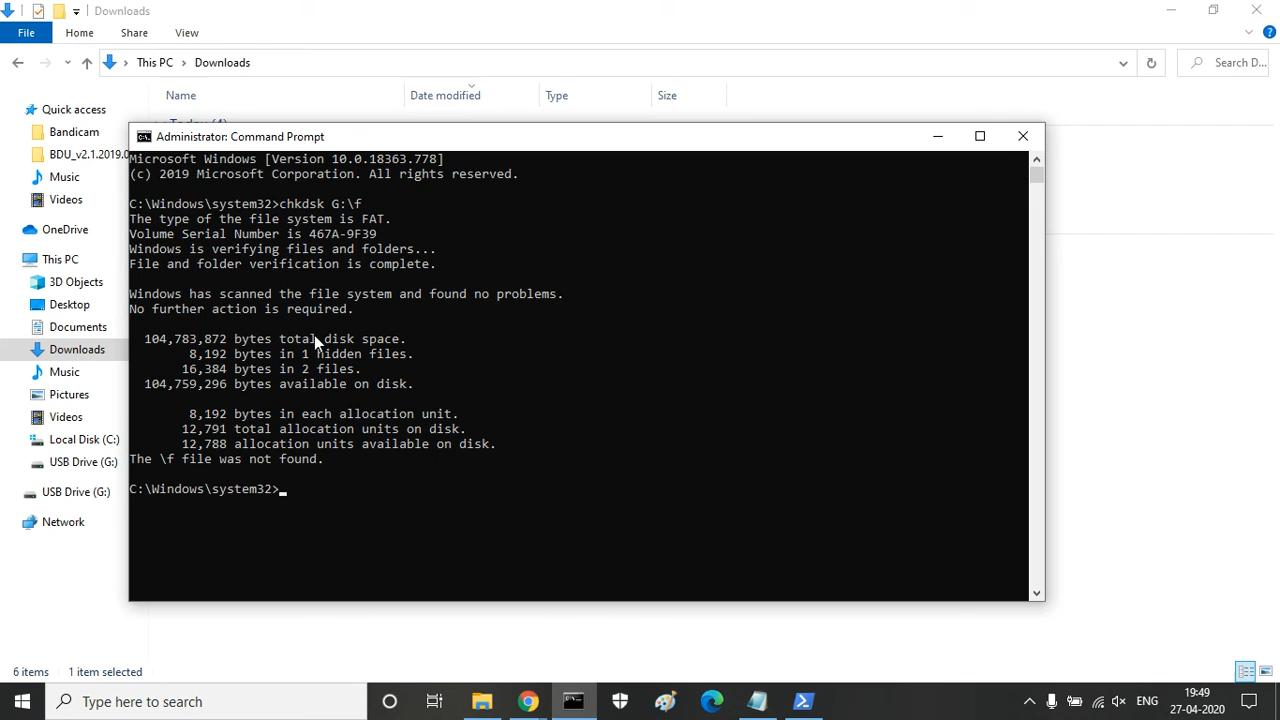 Downloads
File
Home
Share
View
This PC
Downloads
Search D...
Name
Date modified
Type
Size
Quick access
Bandicam
BDU_v2.1.2019.0
Music
Videos
OneDrive
This PC
3D Objects
Desktop
Documents
Downloads
Music
Pictures
Videos
Local Disk (C:)
USB Drive (G:)
USB Drive (G:)
Network
Administrator: Command Prompt
Microsoft Windows [Version 10.0.18363.778]
(c) 2019 Microsoft Corporation. All rights reserved.
C:\Windows\system32>chkdsk G:\f
The type of the file system is FAT.
Volume Serial Number is 467A-9F39
Windows is verifying files and folders...
File and folder verification is complete.
Windows has scanned the file system and found no problems.
No further action is required.
104,783,872 bytes total disk space.
8,192 bytes in 1 hidden files.
16,384 bytes in 2 files.
104,759,296 bytes available on disk.
8,192 bytes in each allocation unit.
12,791 total allocation units on disk.
12,788 allocation units available on disk.
The \f file was not found.
C:\Windows\system32>
6 items
1 item selected
Type here to search
ENG
19:49
27-04-2020